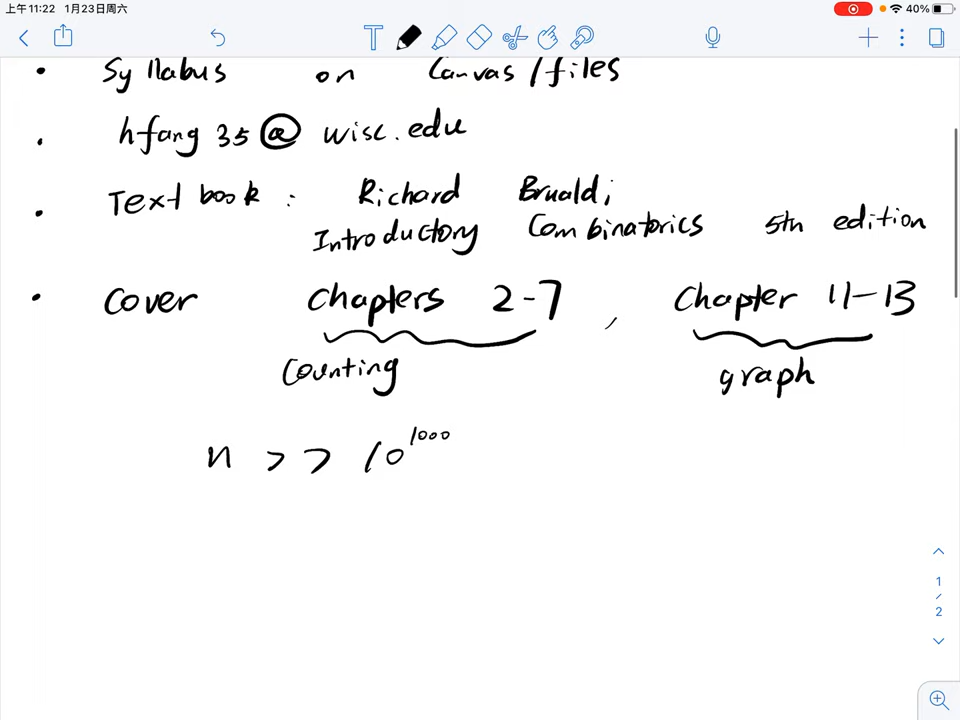 上午11:22 1月23日周六 40%
• Syllabus on Canvas/files
• hfang35@wisc.edu
• Textbook: Richard Brualdi
Introductory Combinatorics 5th edition
• Cover Chapters 2-7, Chapter 11-13
Counting graph
n >> 10^1000
1
/
2